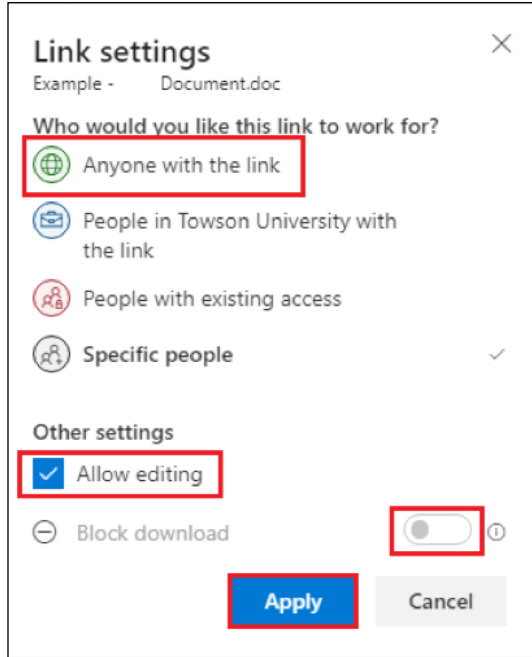 Link settings
Example - Document.doc
Who would you like this link to work for?
Anyone with the link
People in Towson University with
the link
People with existing access
Specific people
Other settings
Allow editing
Block download
Apply Cancel